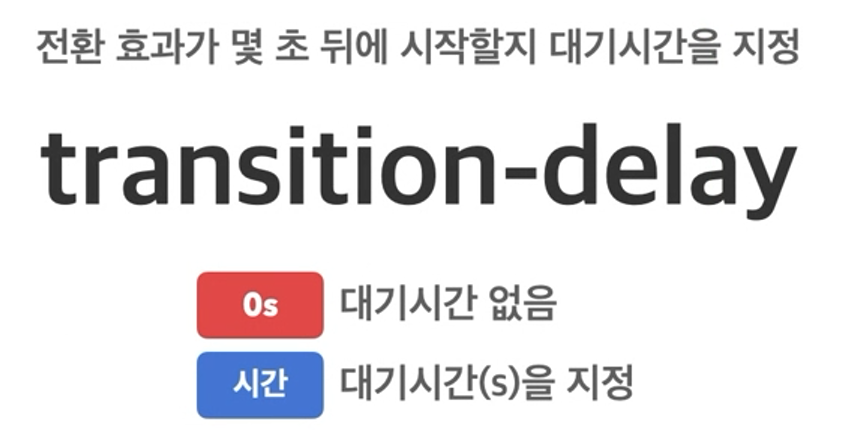 전환 효과가 몇 초 뒤에 시작할지 대기시간을 지정
transition-delay
0s 대기시간 없음
시간 대기시간(s)을 지정